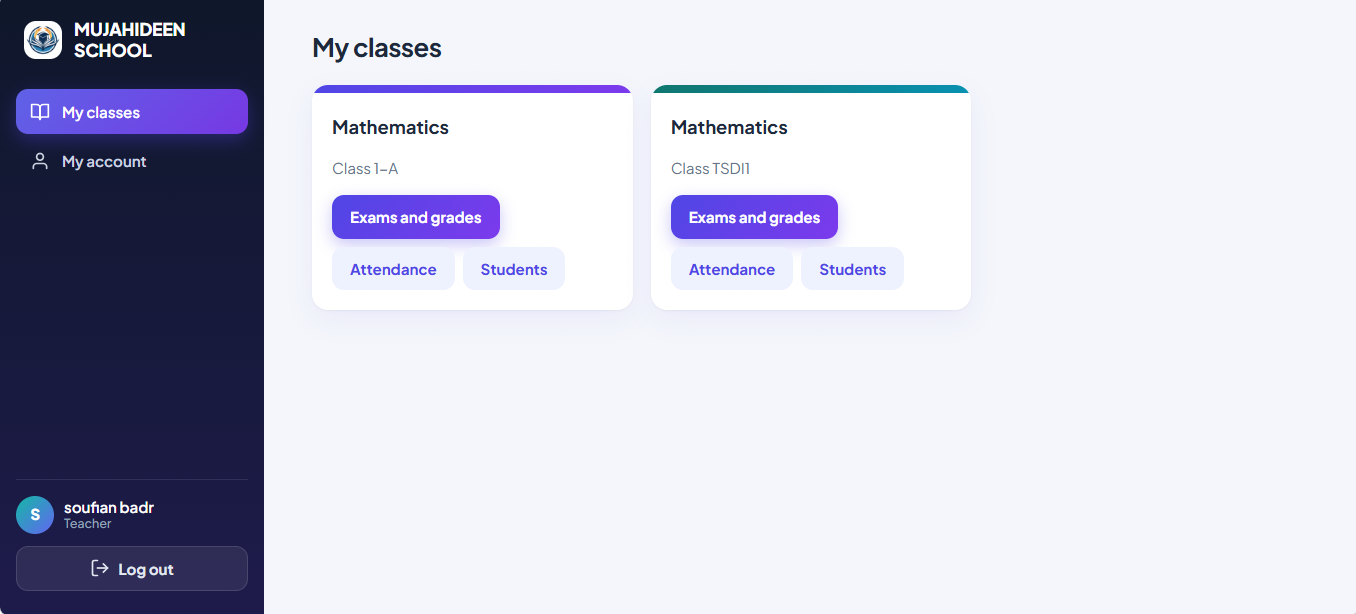 MUJAHIDEEN
SCHOOL
My classes
My account
soufian badr
Teacher
Log out
My classes
Mathematics
Class 1-A
Exams and grades
Attendance
Students
Mathematics
Class TSDI1
Exams and grades
Attendance
Students
S